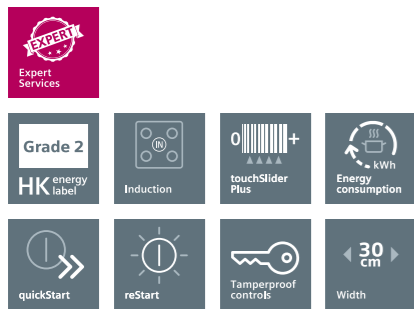 EXPERT
Expert
Services
Grade 2
HK energy
label
Induction
IN
0 +
touchSlider
Plus
kWh
Energy
consumption
quickStart
reStart
Tamperproof
controls
30
cm
Width